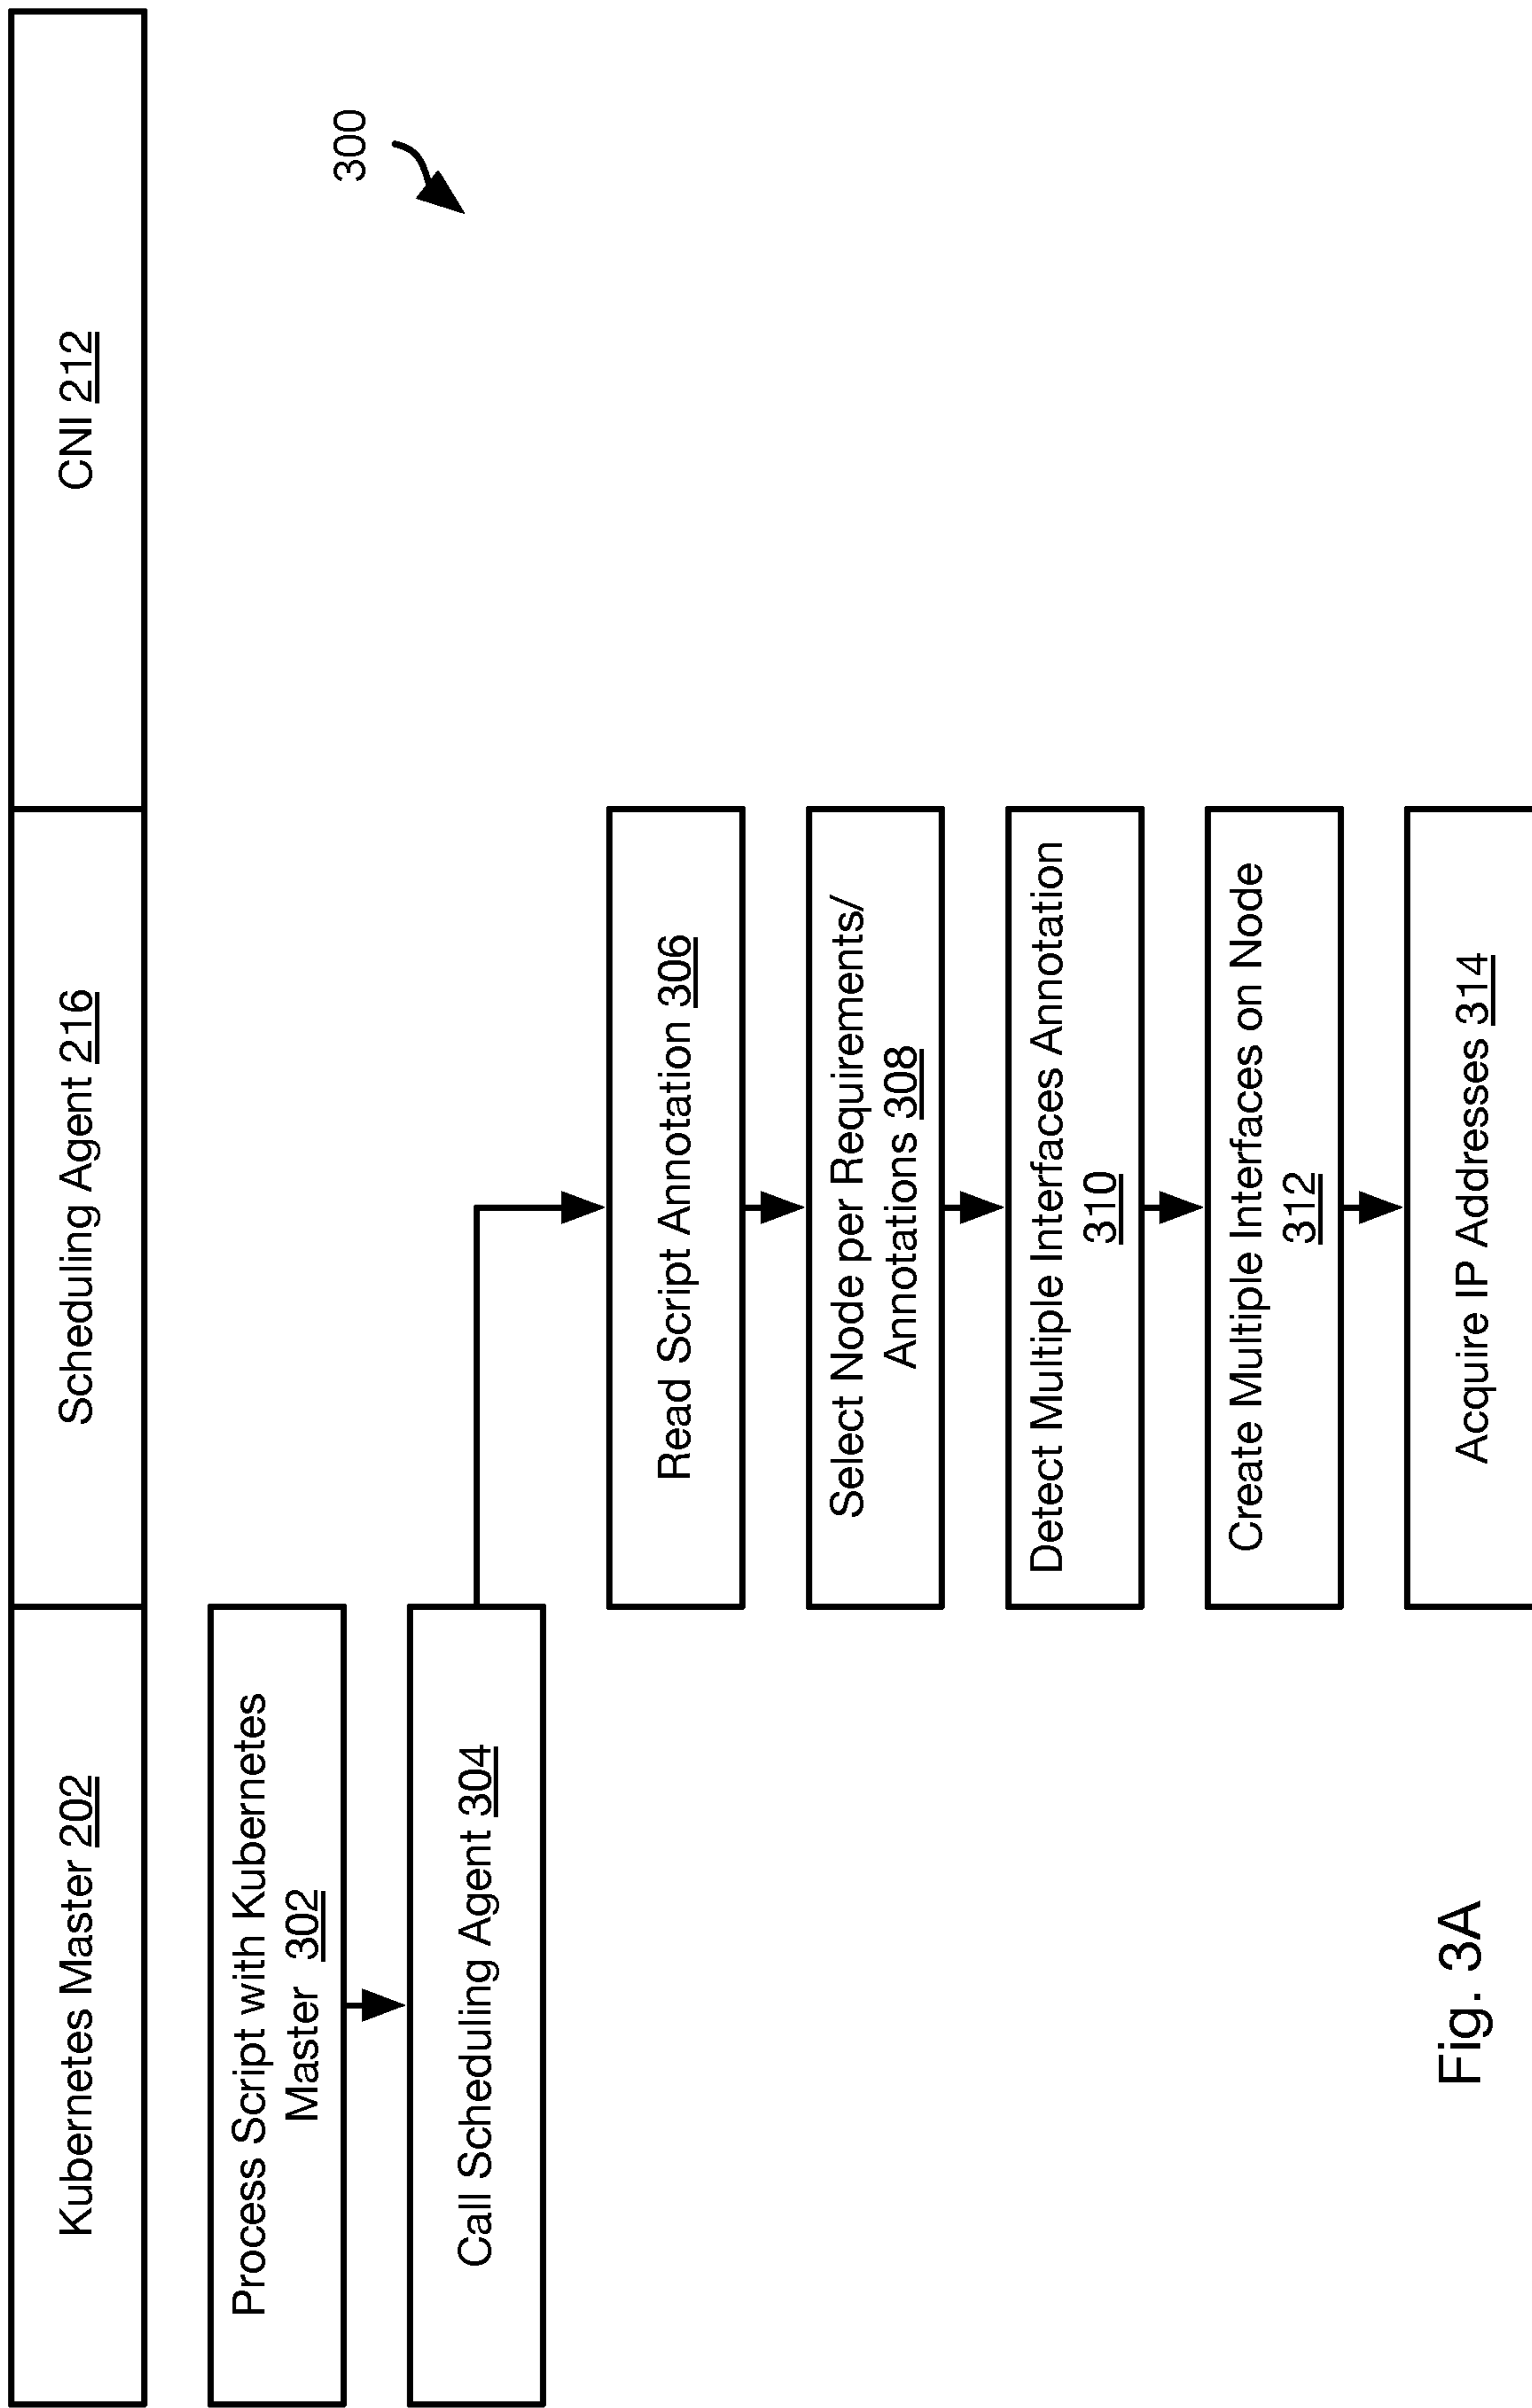 Kubernetes Master 202
Scheduling Agent 216
CNI 212
300
Process Script with Kubernetes
Master 302
Call Scheduling Agent 304
Read Script Annotation 306
Select Node per Requirements/
Annotations 308
Detect Multiple Interfaces Annotation
310
Create Multiple Interfaces on Node
312
Acquire IP Addresses 314
Fig. 3A